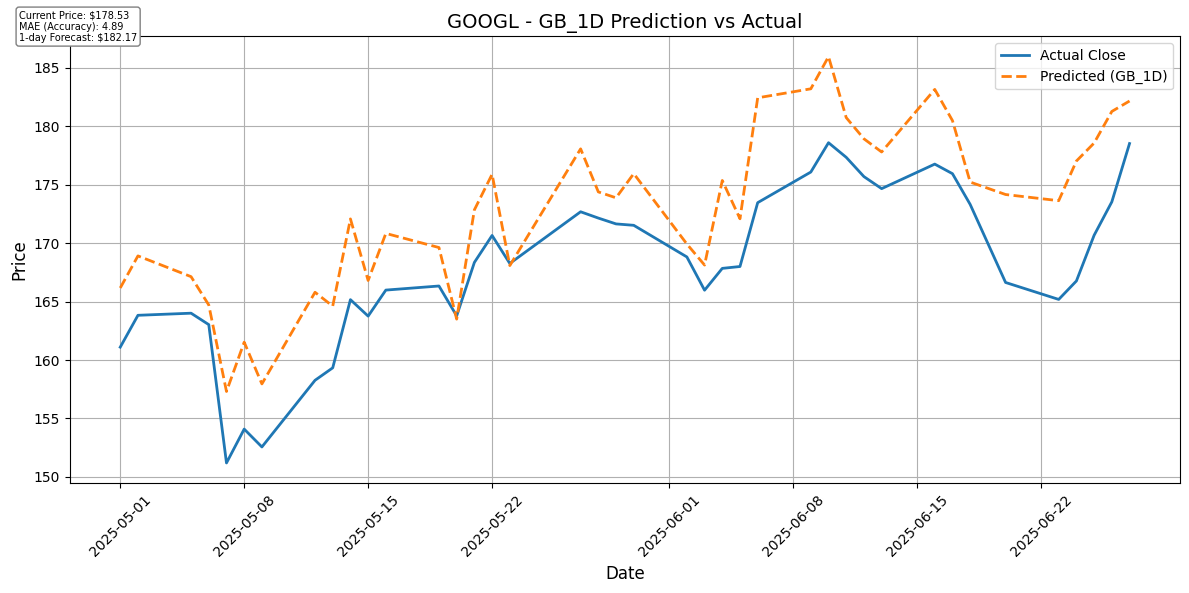 Current Price: $178.53
MAE (Accuracy): 4.89
1-day Forecast: $182.17
GOOGL - GB_1D Prediction vs Actual
Actual Close
Predicted (GB_1D)
185
180
175
170
165
160
155
150
Price
2025-05-01
2025-05-08
2025-05-15
2025-05-22
2025-06-01
2025-06-08
2025-06-15
2025-06-22
Date